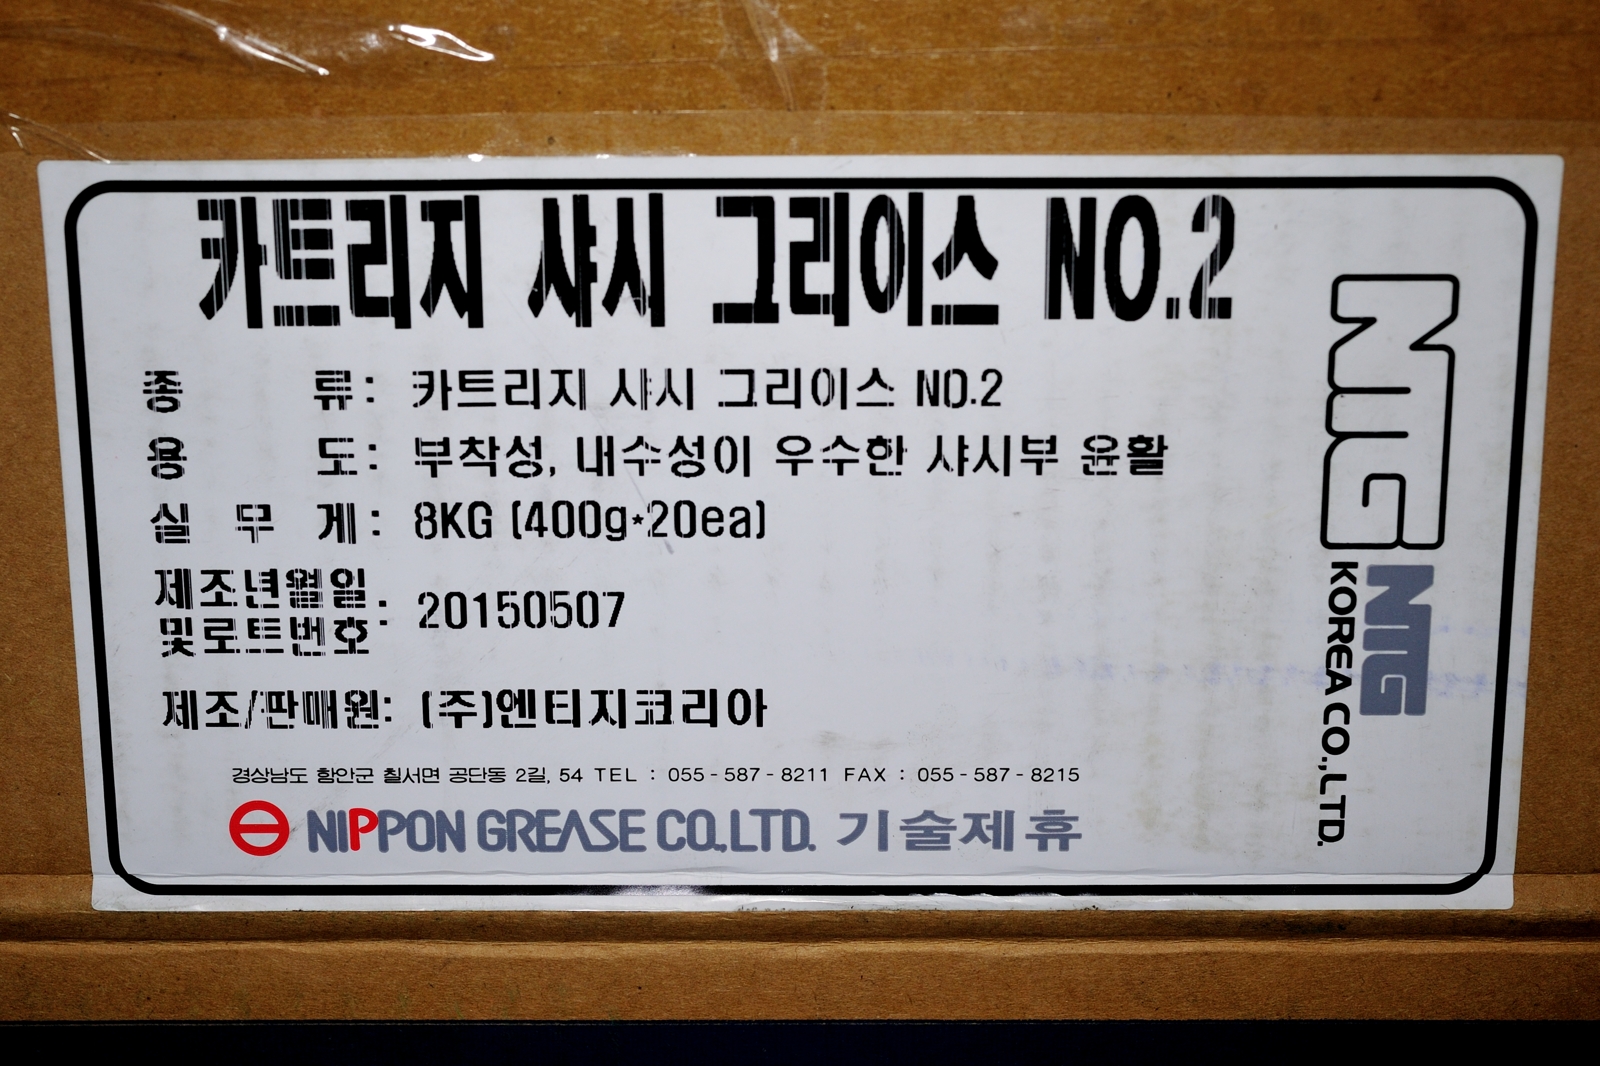 카트리지 샤시 그리이스 NO.2
종 류 : 카트리지 샤시 그리이스 NO.2
용 도 : 부착성, 내수성이 우수한 샤시부 윤활
실 무 게 : 8KG (400g*20ea)
제조년월일
및로트번호 : 20150507
제조/판매원: (주)엔티지코리아
경상남도 함안군 칠서면 공단동 2길, 54 TEL : 055-587-8211 FAX : 055-587-8215
NIPPON GREASE CO.,LTD. 기술제휴
NTG
NTG
KOREA CO.,LTD.